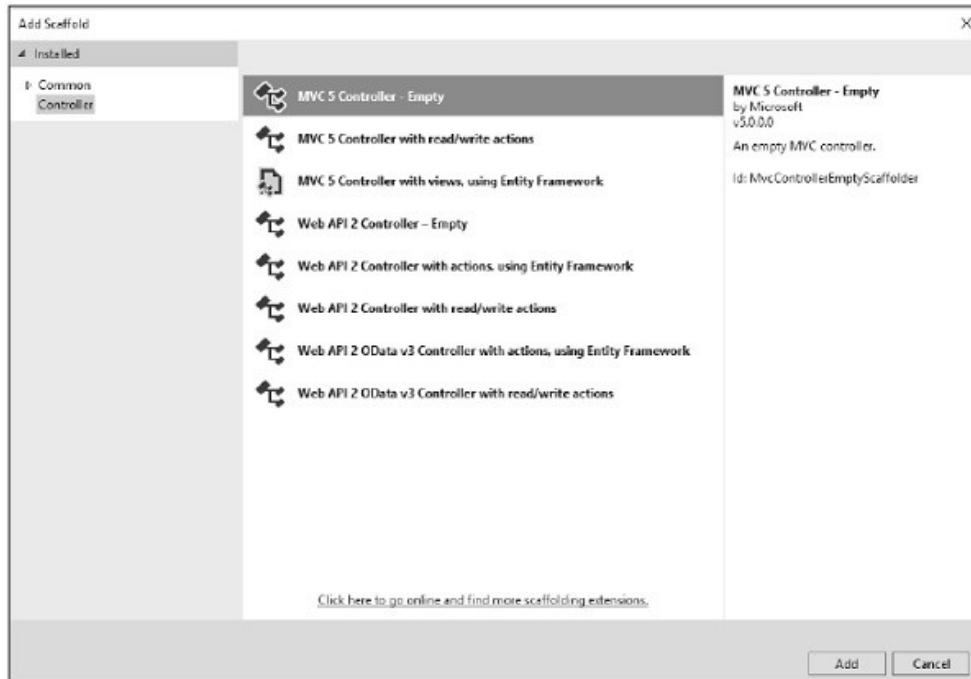 Add Scaffold
Installed
Common
Controller
MVC 5 Controller - Empty
MVC 5 Controller with read/write actions
MVC 5 Controller with views, using Entity Framework
Web API 2 Controller – Empty
Web API 2 Controller with actions, using Entity Framework
Web API 2 Controller with read/write actions
Web API 2 OData v3 Controller with actions, using Entity Framework
Web API 2 OData v3 Controller with read/write actions
Click here to go online and find more scaffolding extensions.
MVC 5 Controller - Empty
by Microsoft
v5.0.0.0
An empty MVC controller.
Id: MvcControllerEmptyScaffolder
Add
Cancel